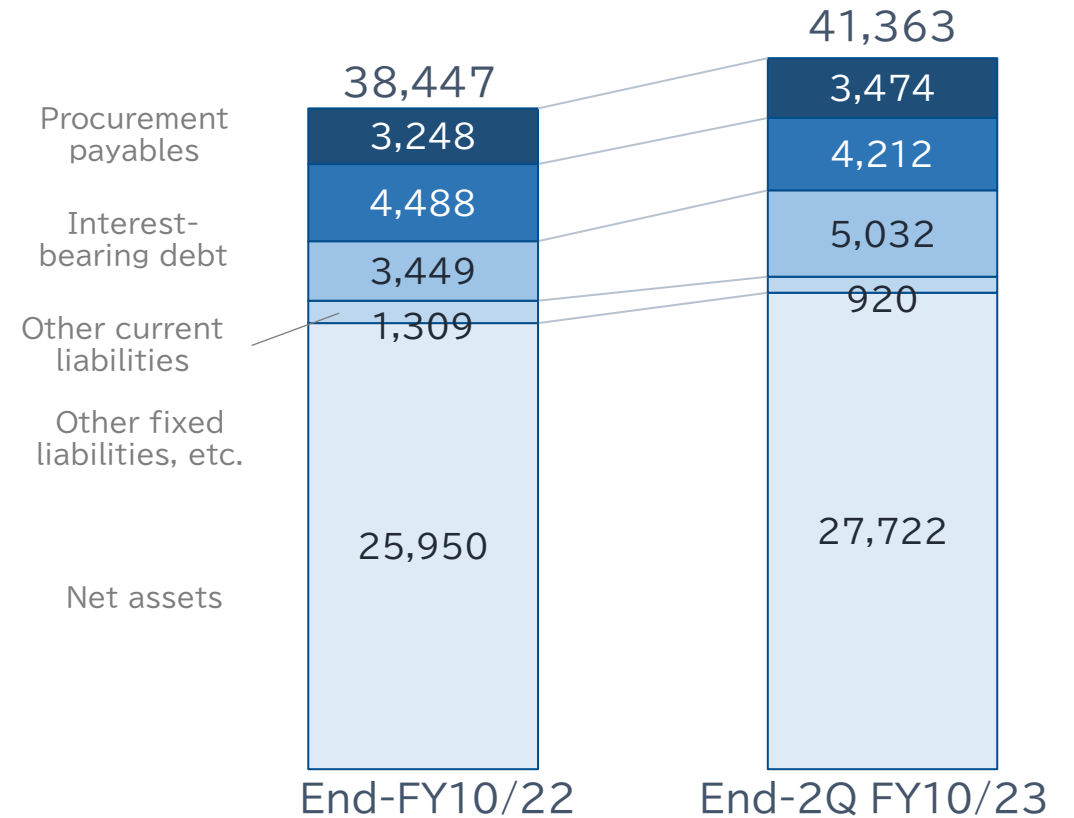 41,363
38,447
Procurement
payables
3,248
3,474
Interest-
bearing debt
4,488
4,212
3,449
5,032
Other current
liabilities
1,309
920
Other fixed
liabilities, etc.
Net assets
25,950
27,722
End-FY10/22
End-2Q FY10/23